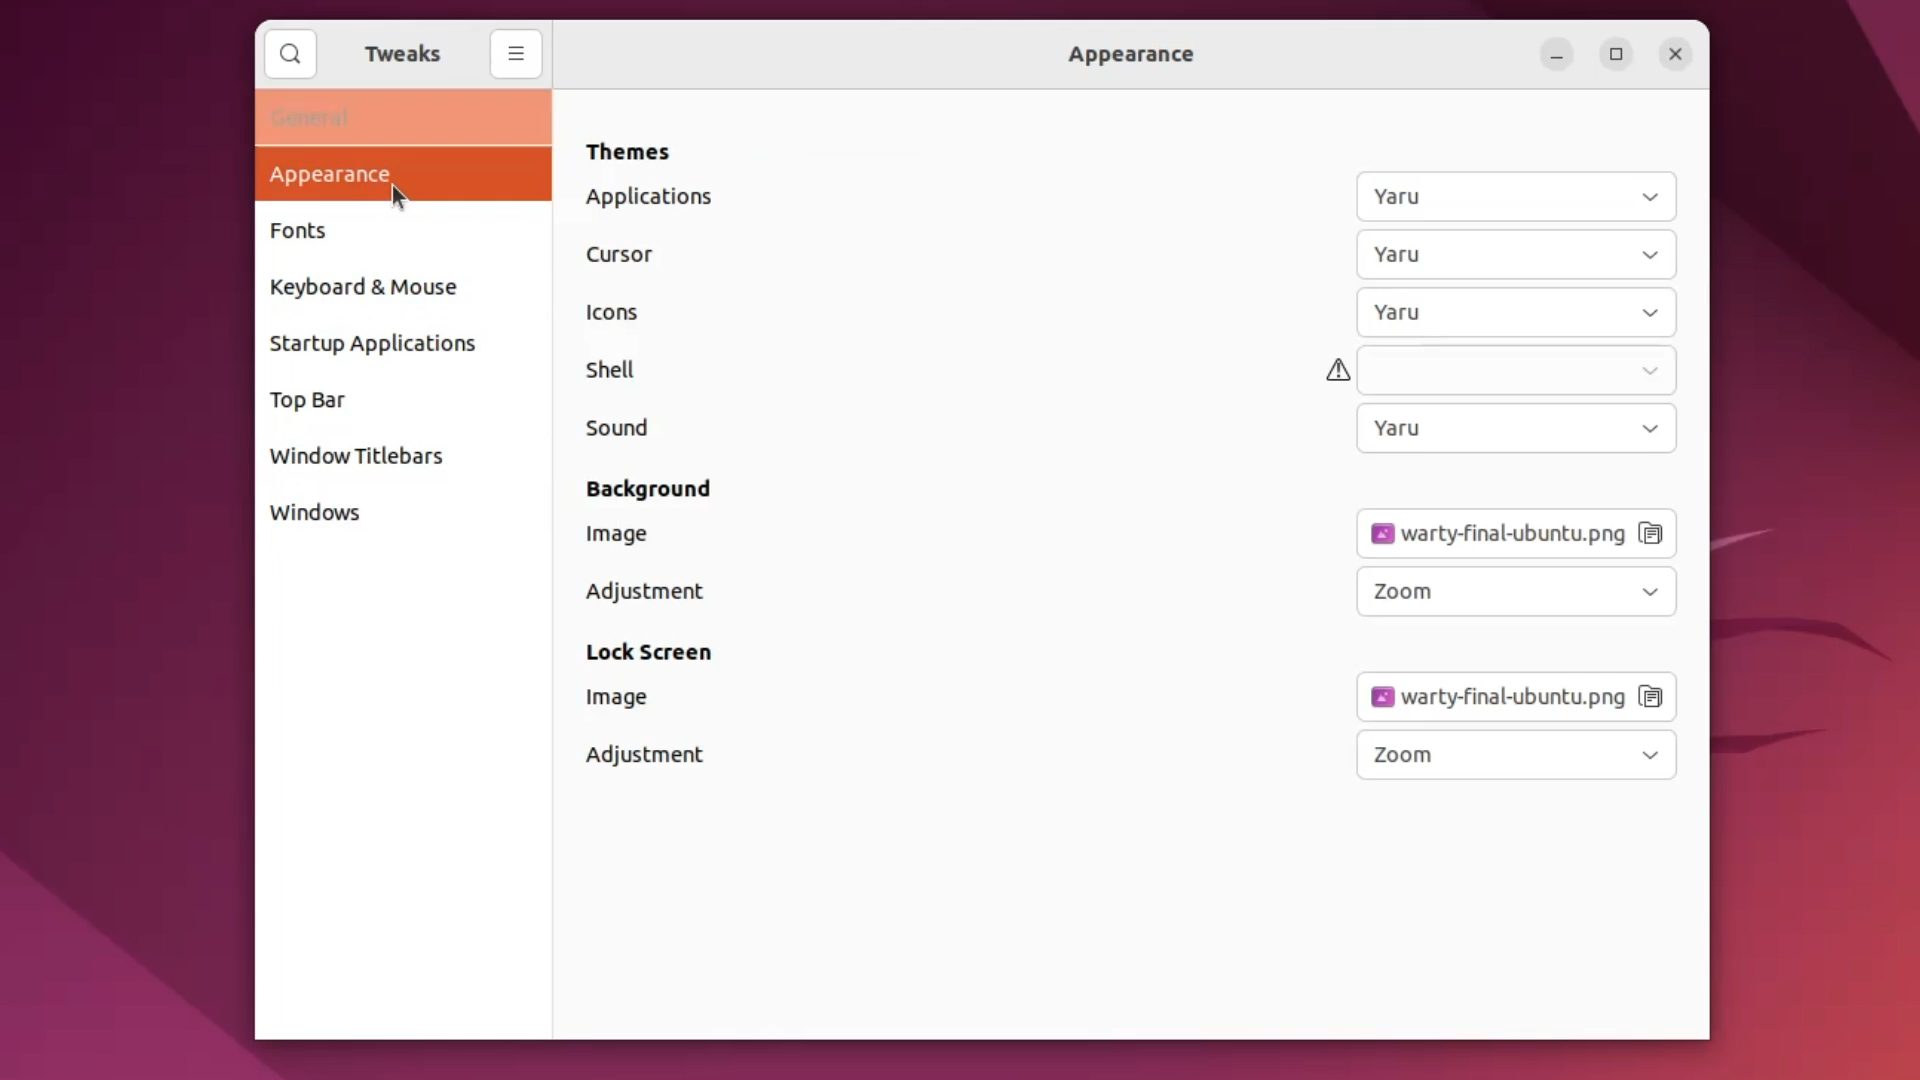 Tweaks
Appearance
General
Appearance
Fonts
Keyboard & Mouse
Startup Applications
Top Bar
Window Titlebars
Windows
Themes
Applications Yaru
Cursor Yaru
Icons Yaru
Shell
Sound Yaru
Background
Image warty-final-ubuntu.png
Adjustment Zoom
Lock Screen
Image warty-final-ubuntu.png
Adjustment Zoom